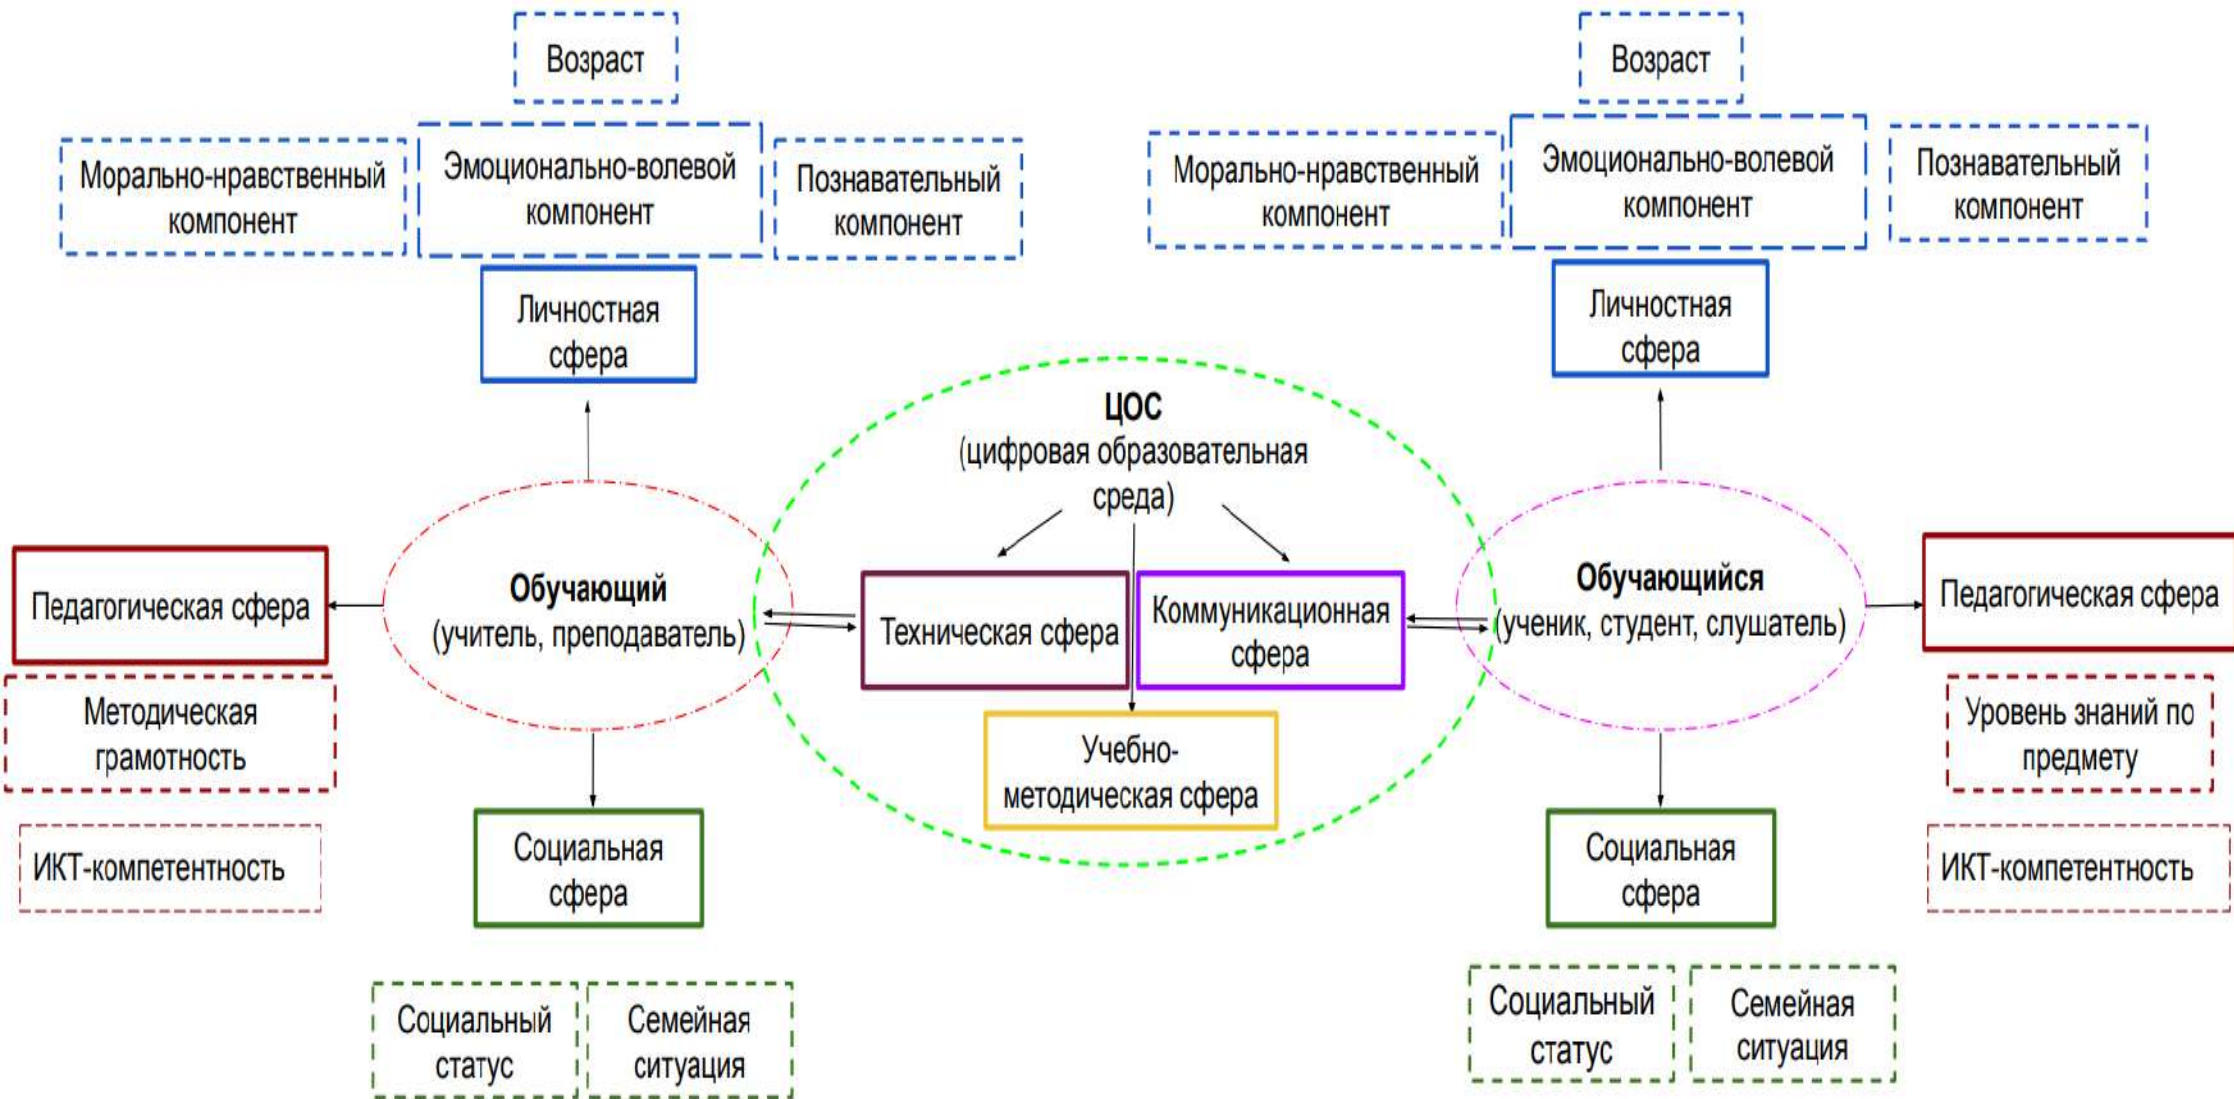 Возраст
Морально-нравственный
компонент
Эмоционально-волевой
компонент
Познавательный
компонент
Личностная
сфера
Возраст
Морально-нравственный
компонент
Эмоционально-волевой
компонент
Познавательный
компонент
Личностная
сфера
ЦОС
(цифровая образовательная
среда)
Педагогическая сфера
Обучающий
(учитель, преподаватель)
Техническая сфера
Коммуникационная
сфера
Учебно-
методическая сфера
Обучающийся
(ученик, студент, слушатель)
Педагогическая сфера
Методическая
грамотность
ИКТ-компетентность
Социальная
сфера
Социальный
статус
Семейная
ситуация
Уровень знаний по
предмету
ИКТ-компетентность
Социальная
сфера
Социальный
статус
Семейная
ситуация